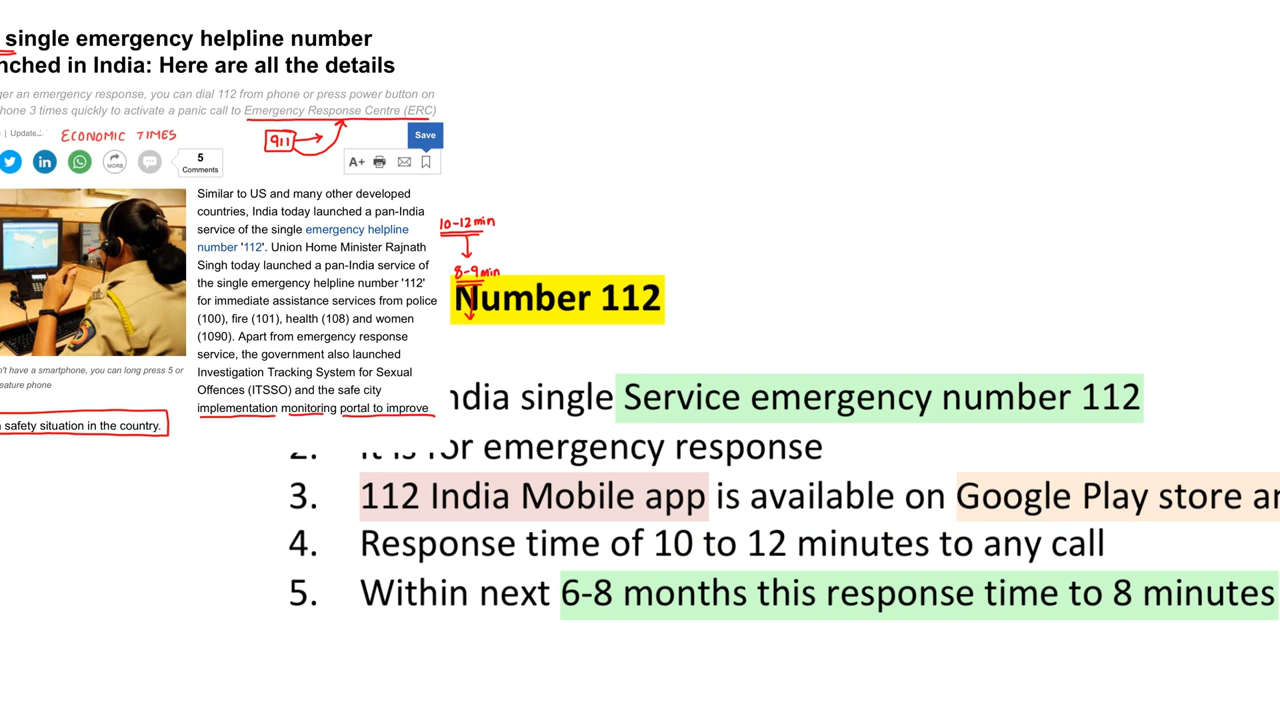 single emergency helpline number
nched in India: Here are all the details
ger an emergency response, you can dial 112 from phone or press power button on
hone 3 times quickly to activate a panic call to Emergency Response Centre (ERC)
| Update...
ECONOMIC TIMES
911
Save
MORE
5
Comments
A+
Similar to US and many other developed
countries, India today launched a pan-India
service of the single emergency helpline
number '112'. Union Home Minister Rajnath
Singh today launched a pan-India service of
the single emergency helpline number '112'
for immediate assistance services from police
(100), fire (101), health (108) and women
(1090). Apart from emergency response
service, the government also launched
Investigation Tracking System for Sexual
Offences (ITSSO) and the safe city
implementation monitoring portal to improve
n't have a smartphone, you can long press 5 or
eature phone
safety situation in the country.
10-12min
8-9min
Number 112
ndia single Service emergency number 112
2. It is for emergency response
3. 112 India Mobile app is available on Google Play store
4. Response time of 10 to 12 minutes to any call
5. Within next 6-8 months this response time to 8 minutes